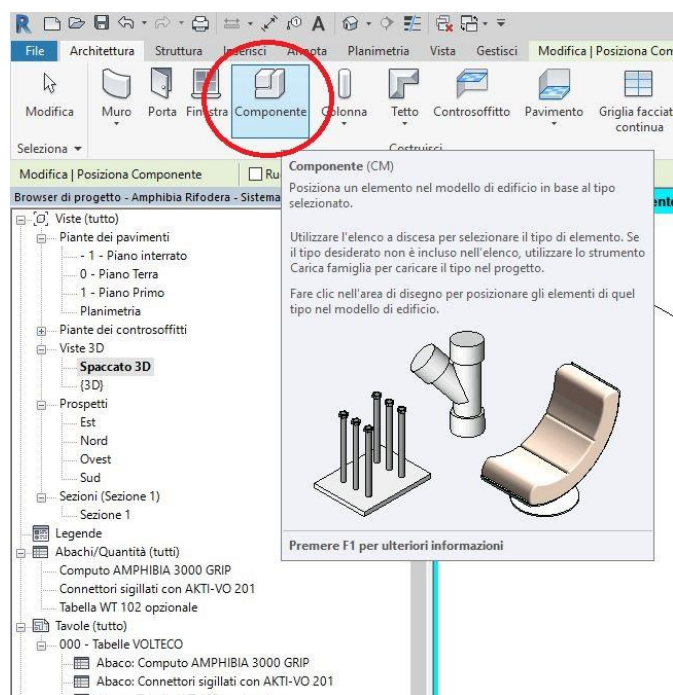 File Architettura Struttura Inserisci Annota Planimetria Vista Gestisci Modifica | Posiziona Com
Modifica Muro Porta Finestra Componente Colonna Tetto Controsoffitto Pavimento Griglia facciat
continua
Seleziona Costruisci
Modifica | Posiziona Componente Ru
Browser di progetto - Amphibia Rifodera - Sistema
Componente (CM)
Posiziona un elemento nel modello di edificio in base al tipo
selezionato.
Utilizzare l'elenco a discesa per selezionare il tipo di elemento. Se
il tipo desiderato non è incluso nell'elenco, utilizzare lo strumento
Carica famiglia per caricare il tipo nel progetto.
Fare clic nell'area di disegno per posizionare gli elementi di quel
tipo nel modello di edificio.
Premere F1 per ulteriori informazioni
Viste (tutto)
Piante dei pavimenti
- 1 - Piano interrato
0 - Piano Terra
1 - Piano Primo
Planimetria
Piante dei controsoffitti
Viste 3D
Spaccato 3D
{3D}
Prospetti
Est
Nord
Ovest
Sud
Sezioni (Sezione 1)
Sezione 1
Legende
Abachi/Quantità (tutti)
Computo AMPHIBIA 3000 GRIP
Connettori sigillati con AKTI-VO 201
Tabella WT 102 opzionale
Tavole (tutto)
000 - Tabelle VOLTECO
Abaco: Computo AMPHIBIA 3000 GRIP
Abaco: Connettori sigillati con AKTI-VO 201